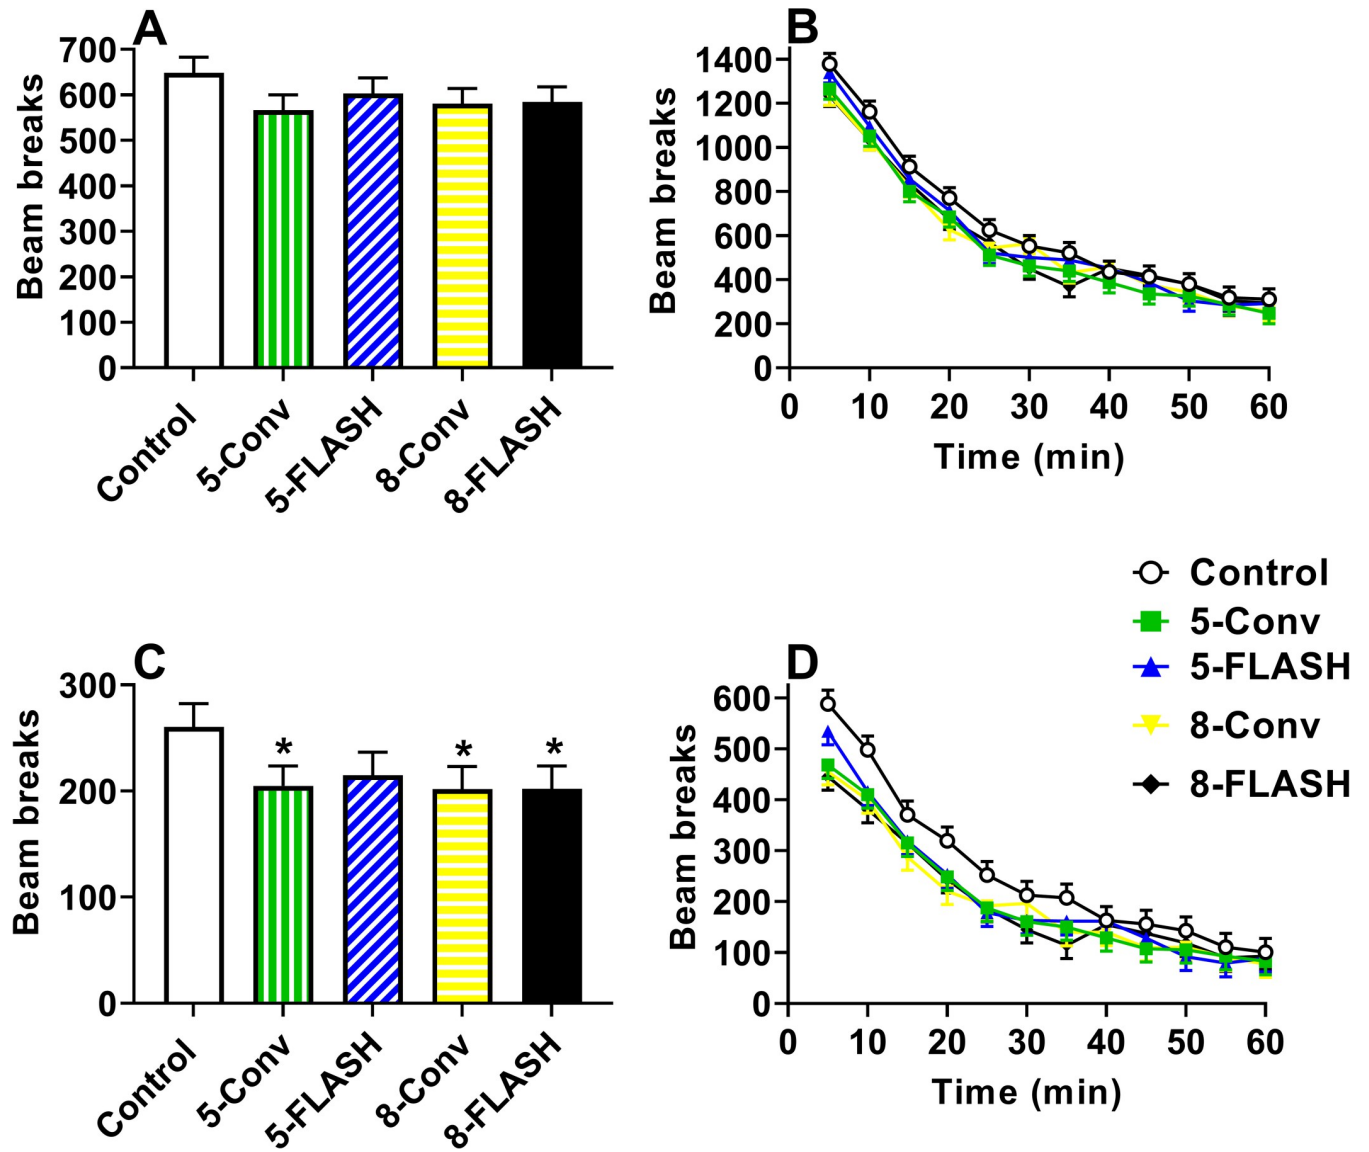 A
Beam breaks
700
600
500
400
300
200
100
0
Control
5-Conv
5-FLASH
8-Conv
8-FLASH
B
Beam breaks
1400
1200
1000
800
600
400
200
0
0 10 20 30 40 50 60
Time (min)
Control
5-Conv
5-FLASH
8-Conv
8-FLASH
C
Beam breaks
300
200
100
0
* * *
Control
5-Conv
5-FLASH
8-Conv
8-FLASH
D
Beam breaks
600
500
400
300
200
100
0
0 10 20 30 40 50 60
Time (min)